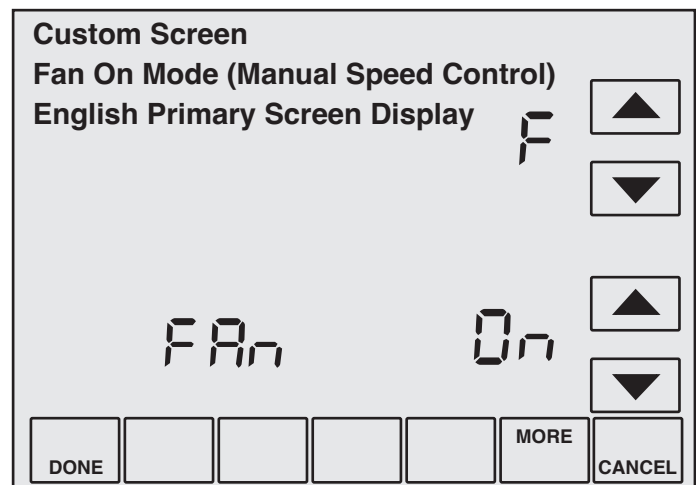 Custom Screen
Fan On Mode (Manual Speed Control)
English Primary Screen Display
F
FAn
On
MORE
DONE
CANCEL